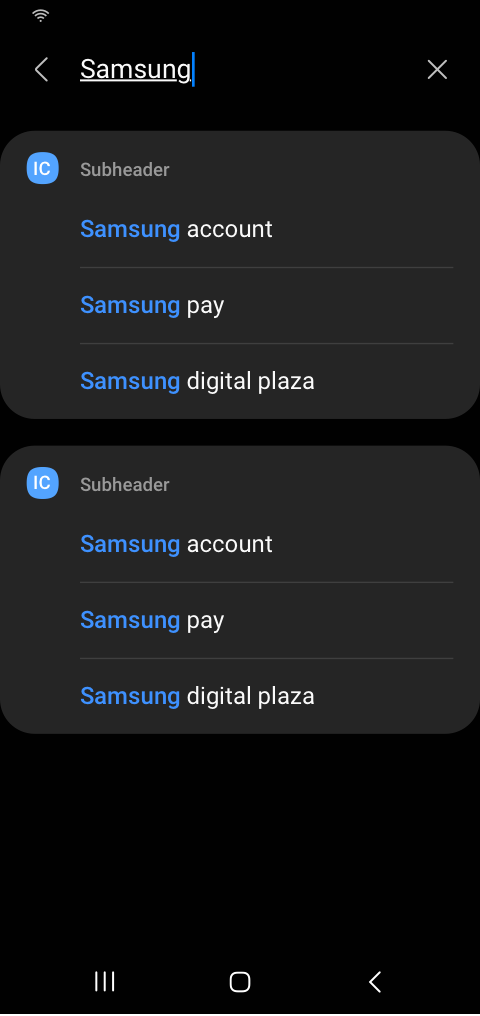 Samsung
IC Subheader
Samsung account
Samsung pay
Samsung digital plaza
IC Subheader
Samsung account
Samsung pay
Samsung digital plaza